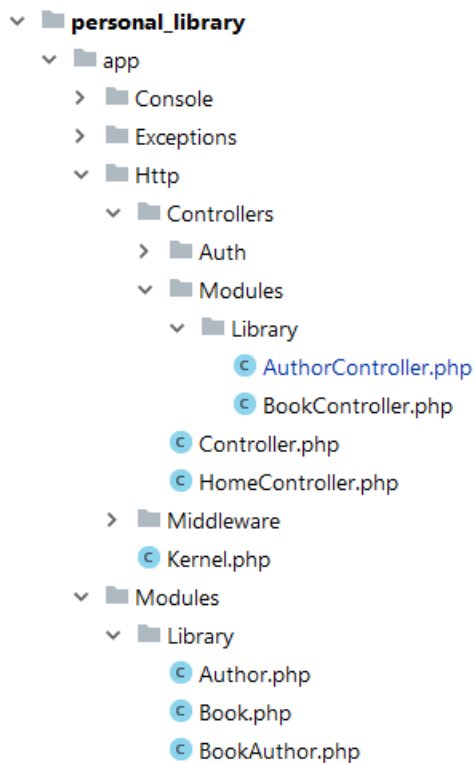 personal_library
app
Console
Exceptions
Http
Controllers
Auth
Modules
Library
C AuthorController.php
C BookController.php
C Controller.php
C HomeController.php
Middleware
C Kernel.php
Modules
Library
C Author.php
C Book.php
C BookAuthor.php